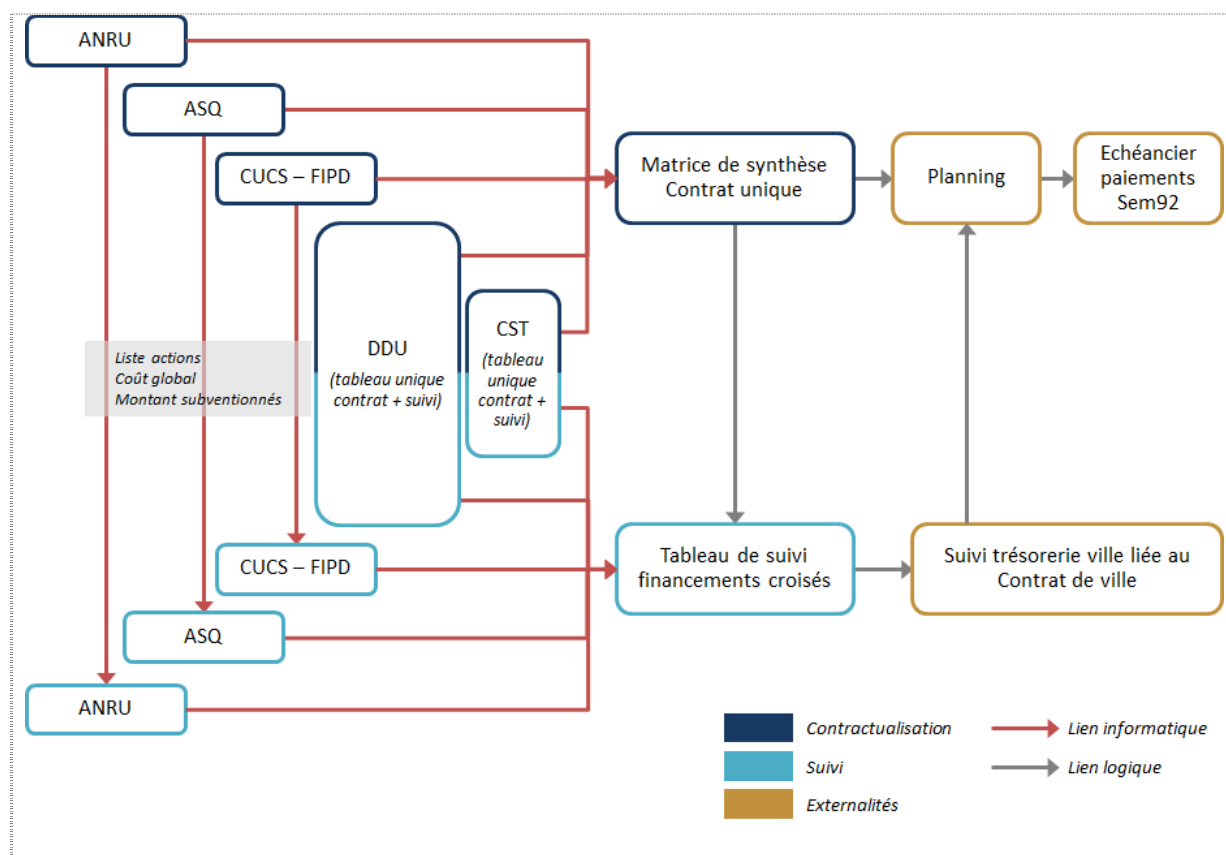 ANRU
ASQ
CUCS – FIPD
Matrice de synthèse
Contrat unique
Planning
Echéancier
paiements
Sem92
DDU
(tableau unique
contrat + suivi)
CST
(tableau
unique
contrat +
suivi)
Liste actions
Coût global
Montant subventionnés
CUCS – FIPD
Tableau de suivi
financements croisés
Suivi trésorerie ville liée au
Contrat de ville
ASQ
ANRU
Contractualisation
Lien informatique
Suivi
Lien logique
Externalités